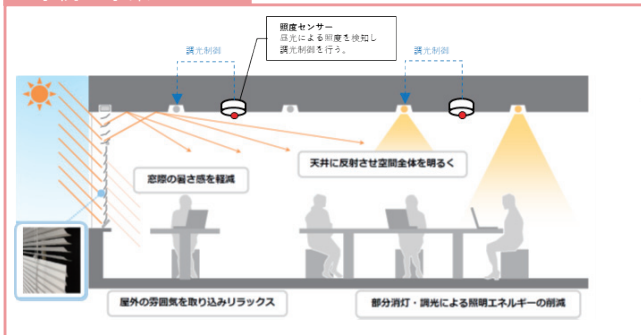 照度センサー
昼光による照度を検知し
調光制御を行う。
調光制御
調光制御
窓際の暑さ感を軽減
天井に反射させ空間全体を明るく
屋外の雰囲気を取り込みリラックス
部分消灯・調光による照明エネルギーの削減